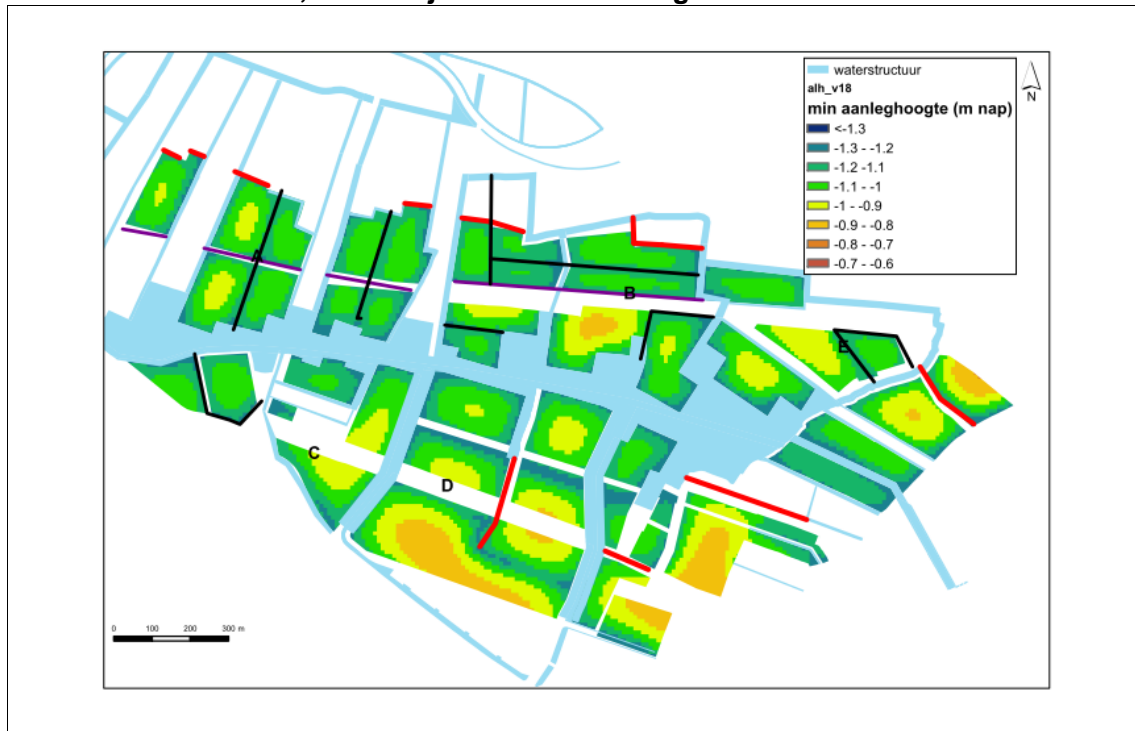 waterstructuur
alh_v18
min aanleghoogte (m nap)
<-1.3
-1.3 - -1.2
-1.2 -1.1
-1.1 - -1
-1 - -0.9
-0.9 - -0.8
-0.8 - -0.7
-0.7 - -0.6
N
A
B
E
C
D
0 100 200 300 m